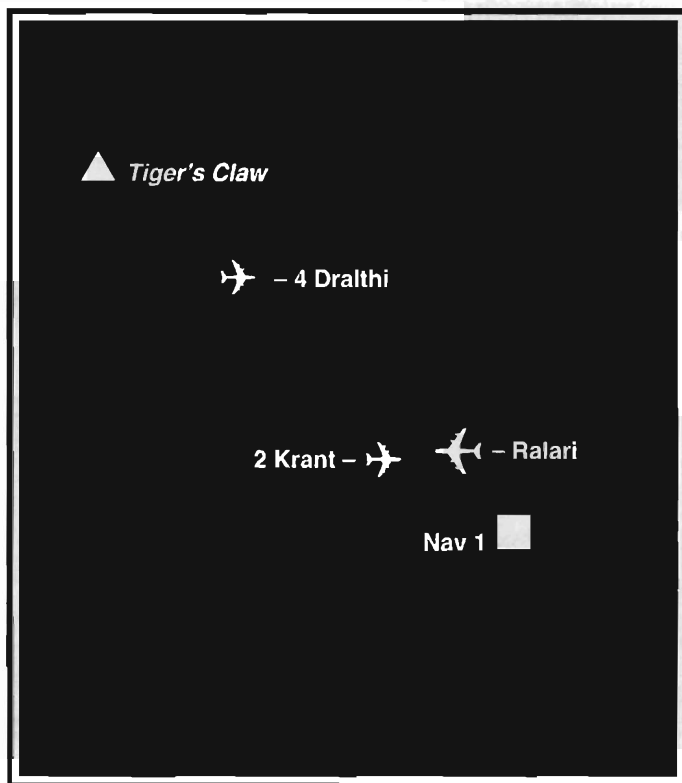 Tiger's Claw
– 4 Dralthi
2 Krant –
– Ralari
Nav 1